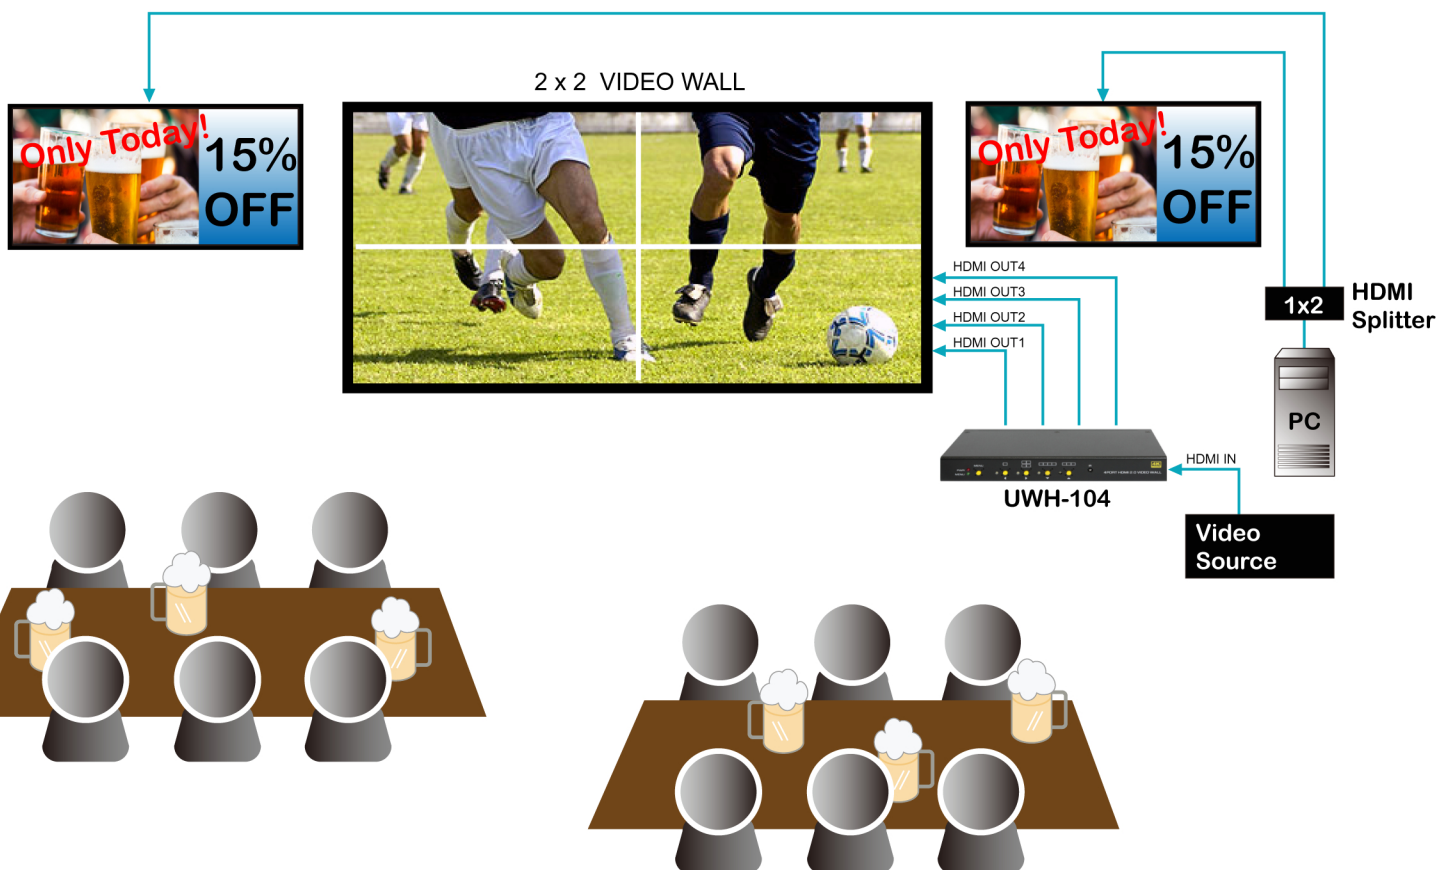 2 x 2 VIDEO WALL
Only Today!
15%
OFF
Only Today!
15%
OFF
HDMI OUT4
HDMI OUT3
HDMI OUT2
HDMI OUT1
1x2
HDMI
Splitter
PC
HDMI IN
UWH-104
Video
Source